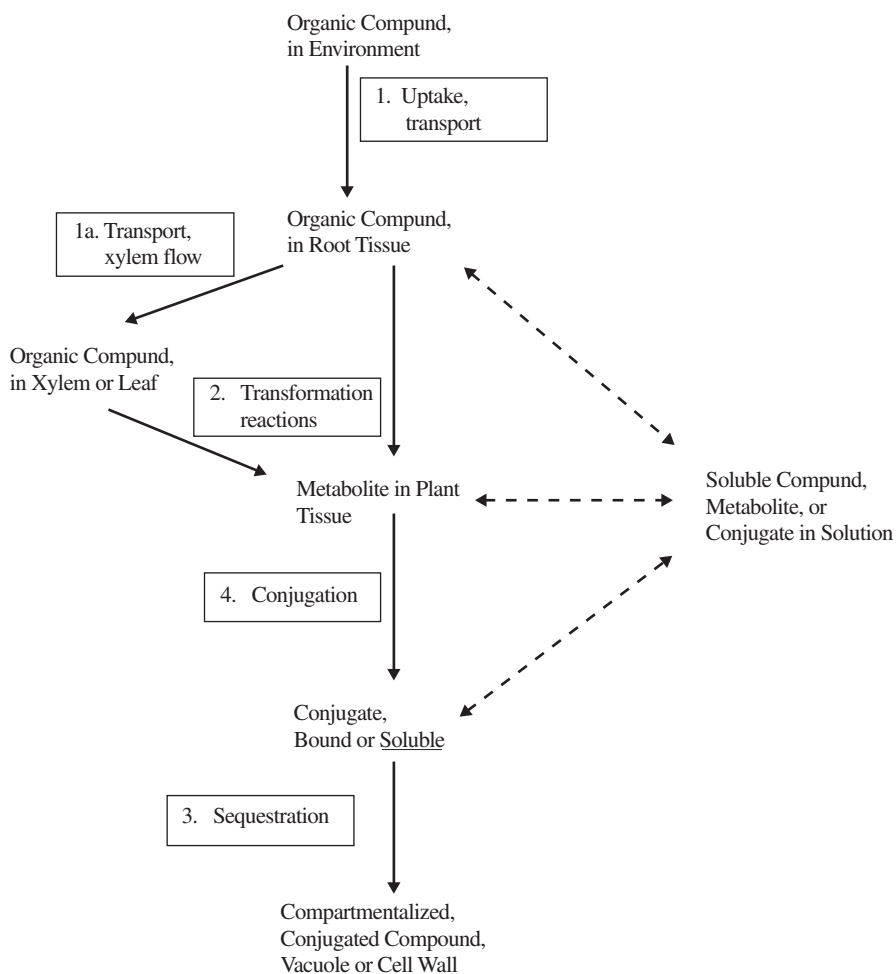 Organic Compund,
in Environment
1. Uptake,
transport
Organic Compund,
in Root Tissue
1a. Transport,
xylem flow
Organic Compund,
in Xylem or Leaf
2. Transformation
reactions
Metabolite in Plant
Tissue
Soluble Compund,
Metabolite, or
Conjugate in Solution
4. Conjugation
Conjugate,
Bound or Soluble
3. Sequestration
Compartmentalized,
Conjugated Compound,
Vacuole or Cell Wall